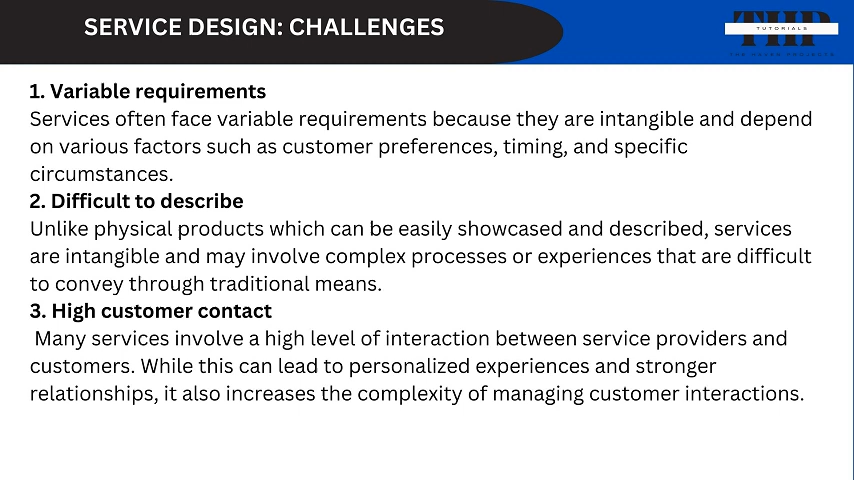 SERVICE DESIGN: CHALLENGES
THP
TUTORIALS
1. Variable requirements
Services often face variable requirements because they are intangible and depend
on various factors such as customer preferences, timing, and specific
circumstances.
2. Difficult to describe
Unlike physical products which can be easily showcased and described, services
are intangible and may involve complex processes or experiences that are difficult
to convey through traditional means.
3. High customer contact
Many services involve a high level of interaction between service providers and
customers. While this can lead to personalized experiences and stronger
relationships, it also increases the complexity of managing customer interactions.